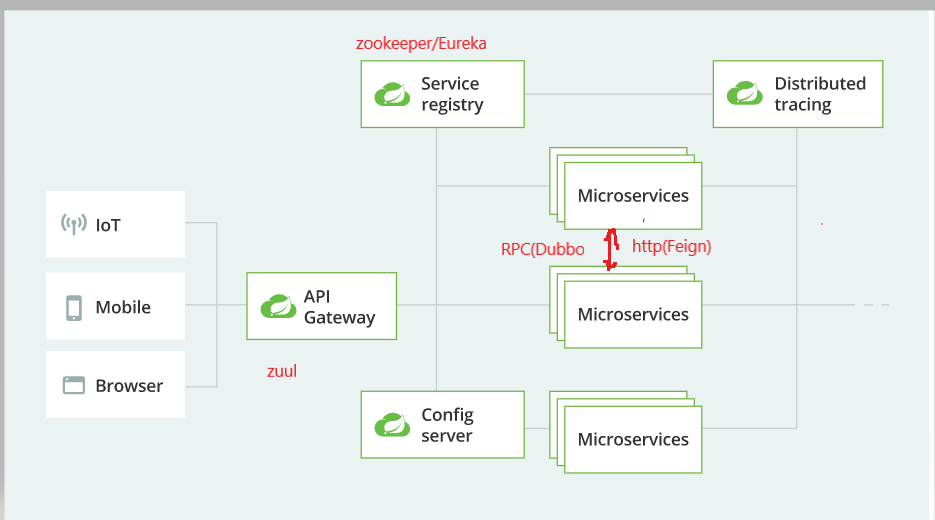 zookeeper/Eureka
Service
registry
Distributed
tracing
Microservices
IoT
RPC(Dubbo
http(Feign)
Mobile
API
Gateway
Microservices
zuul
Browser
Config
server
Microservices